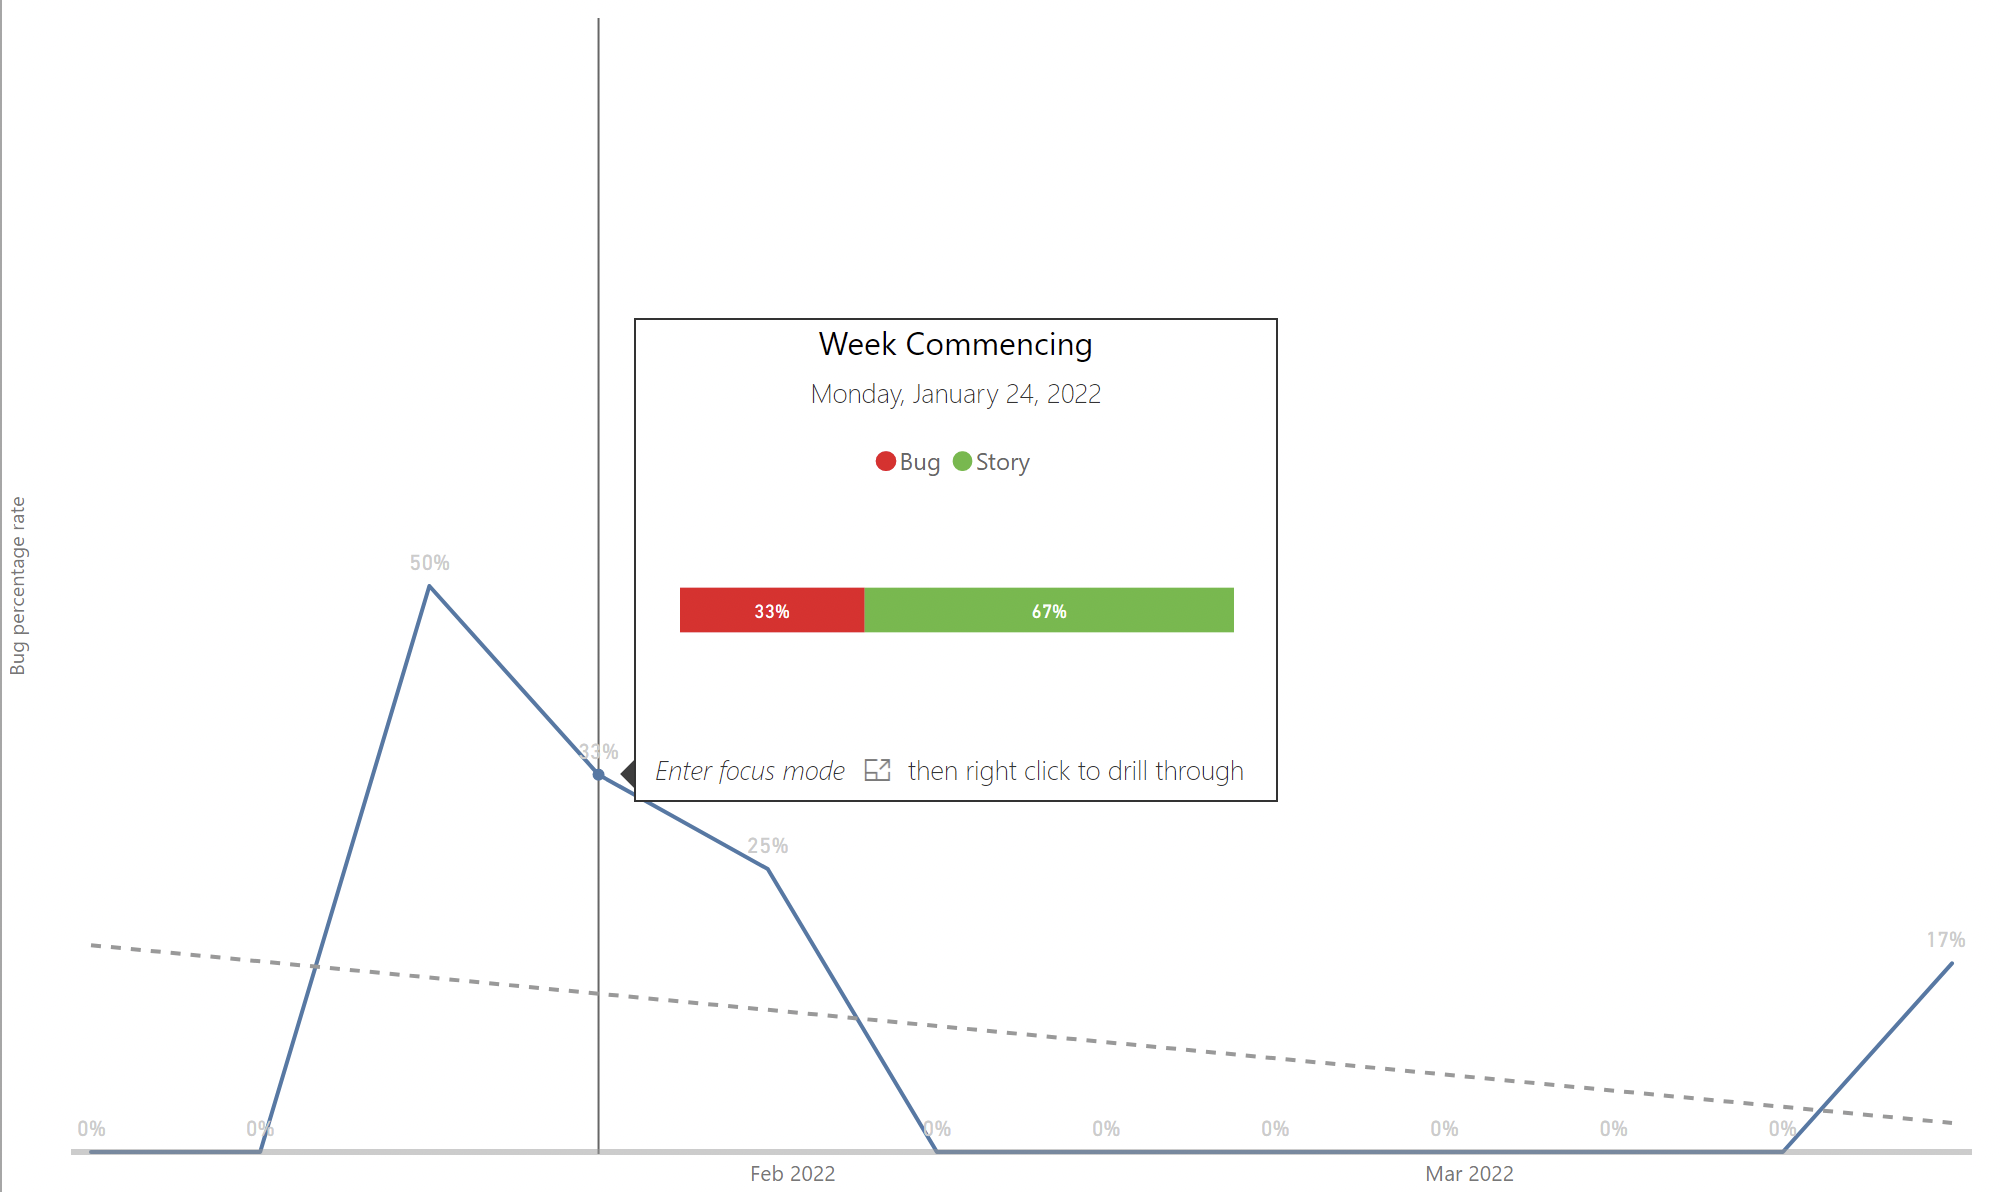 Week Commencing
Monday, January 24, 2022
Bug Story
33% 67%
Enter focus mode then right click to drill through
Bug percentage rate
50%
33%
25%
17%
0% 0% 0% 0% 0% 0% 0% 0%
Feb 2022 Mar 2022